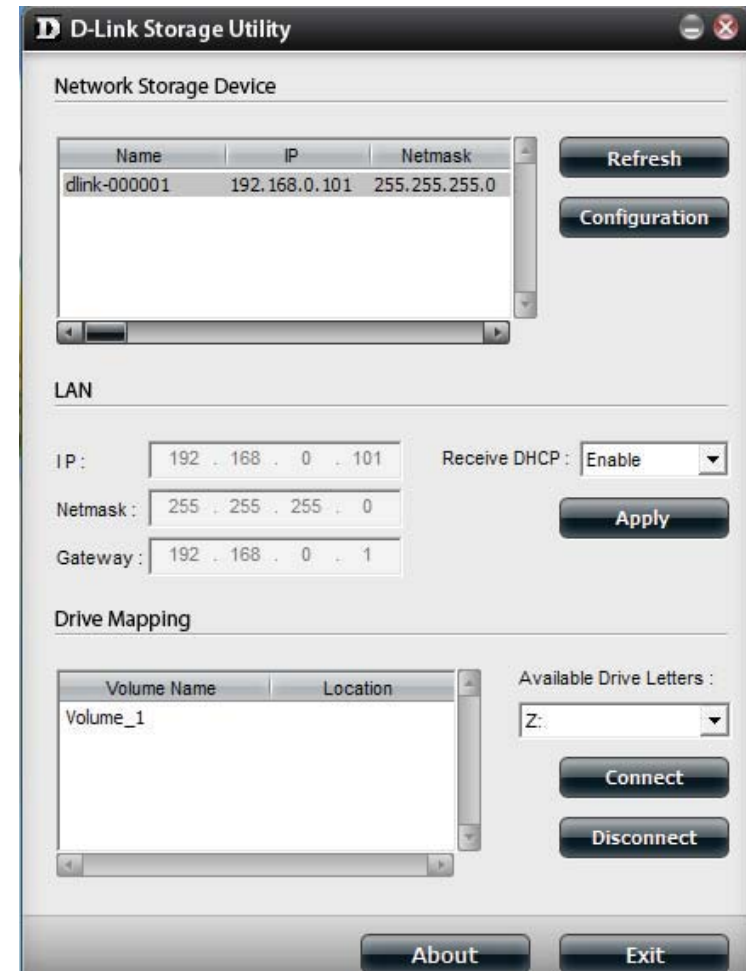 D D-Link Storage Utility
Network Storage Device
Name IP Netmask
dlink-000001 192.168.0.101 255.255.255.0
Refresh
Configuration
LAN
IP: 192 . 168 . 0 . 101
Receive DHCP : Enable
Netmask : 255 . 255 . 255 . 0
Apply
Gateway : 192 . 168 . 0 . 1
Drive Mapping
Volume Name Location
Volume_1
Available Drive Letters :
Z:
Connect
Disconnect
About Exit